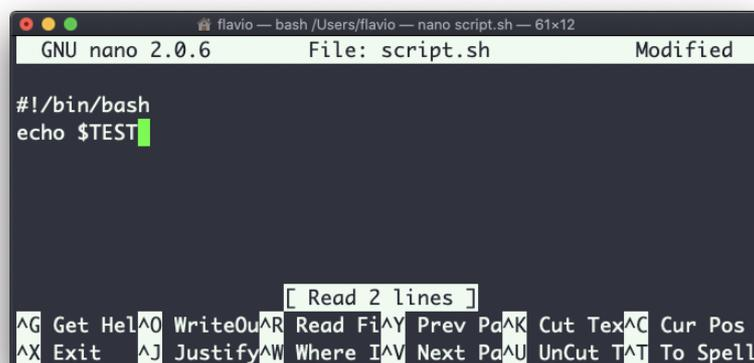 flavio — bash /Users/flavio — nano script.sh — 61×12
GNU nano 2.0.6 File: script.sh Modified
#!/bin/bash
echo $TEST
[ Read 2 lines ]
^G Get Hel^O WriteOu^R Read Fi^Y Prev Pa^K Cut Tex^C Cur Pos
^X Exit ^J Justify^W Where I^V Next Pa^U UnCut T^T To Spell